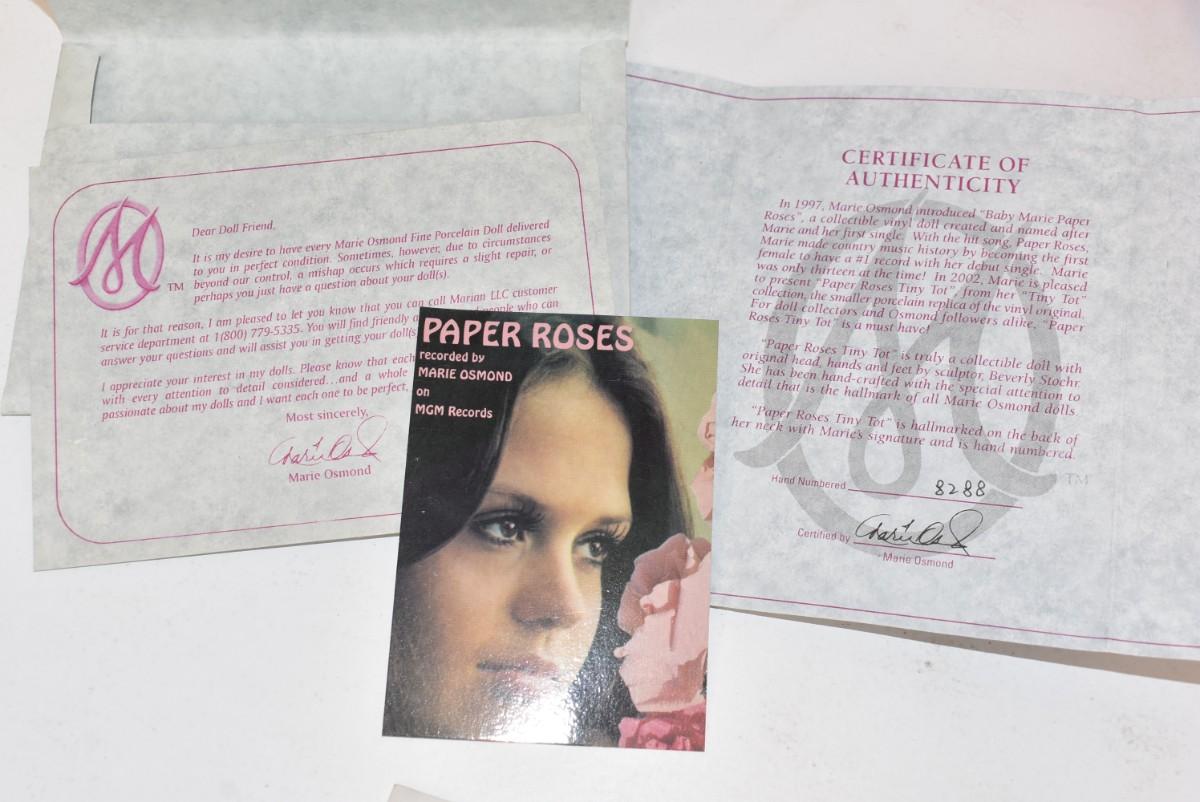 Dear Doll Friend,
It is my desire to have every Marie Osmond Fine Porcelain Doll delivered
to you in perfect condition. Sometimes, however, due to circumstances
beyond our control, a mishap occurs which requires a slight repair, or
perhaps you just have a question about your doll(s).
It is for that reason, I am pleased to let you know that you can call Marian LLC customer
service department at 1(800) 779-5335. You will find friendly people who can
answer your questions and will assist you in getting your doll(s)
I appreciate your interest in my dolls. Please know that each
with every attention to detail considered...and a whole
passionate about my dolls and I want each one to be perfect,
Most sincerely,
Marie Osmond
Marie Osmond
TM
PAPER ROSES
recorded by
MARIE OSMOND
on
MGM Records
CERTIFICATE OF
AUTHENTICITY
In 1997, Marie Osmond introduced "Baby Marie Paper
Roses", a collectible vinyl doll created and named after
Marie and her first single. With the hit song, Paper Roses,
Marie made country music history by becoming the first
female to have a #1 record with her debut single. Marie
was only thirteen at the time! In 2002, Marie is pleased
to present "Paper Roses Tiny Tot", from her "Tiny Tot"
collection, the smaller porcelain replica of the vinyl original.
For doll collectors and Osmond followers alike, "Paper
Roses Tiny Tot" is a must have!
"Paper Roses Tiny Tot" is truly a collectible doll with
original head, hands and feet by sculptor, Beverly Stoehr.
She has been hand-crafted with the special attention to
detail that is the hallmark of all Marie Osmond dolls.
"Paper Roses Tiny Tot" is hallmarked on the back of
her neck with Marie's signature and is hand numbered.
TM
Hand Numbered 8288
Certified by Marie Osmond
Marie Osmond